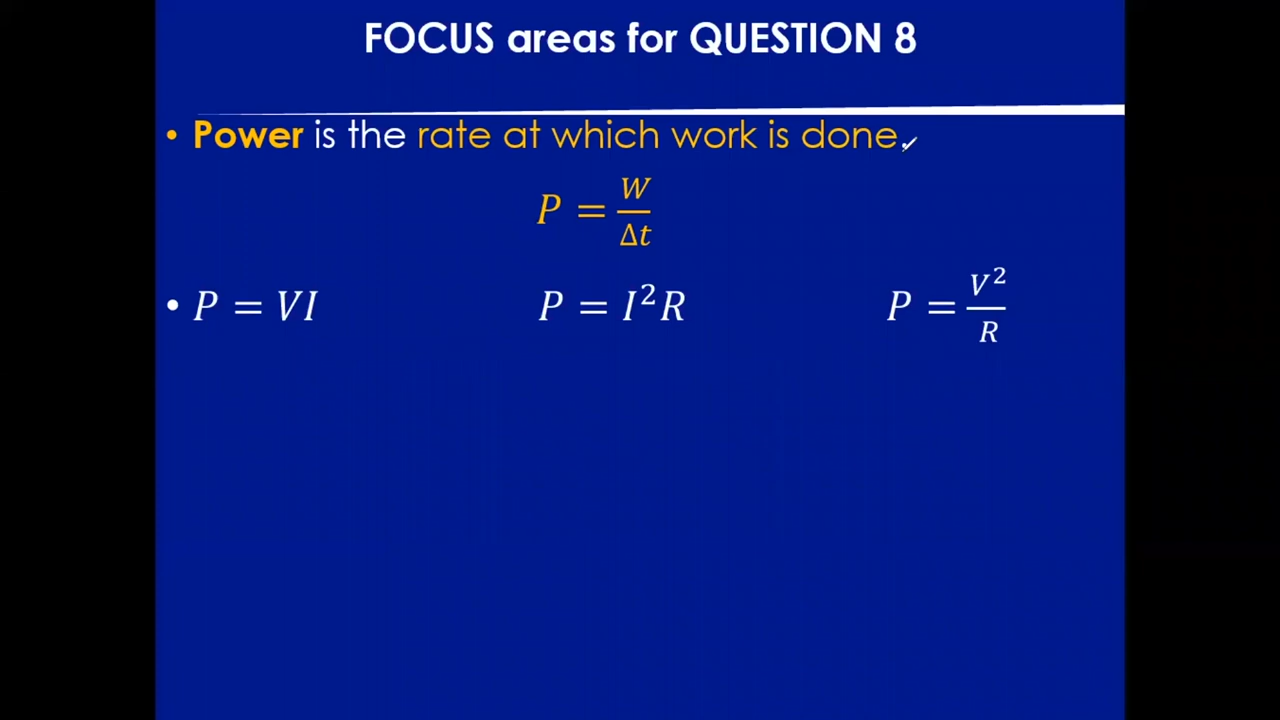 FOCUS areas for QUESTION 8
• Power is the rate at which work is done.
P = W/Δt
• P = VI P = I²R P = V²/R